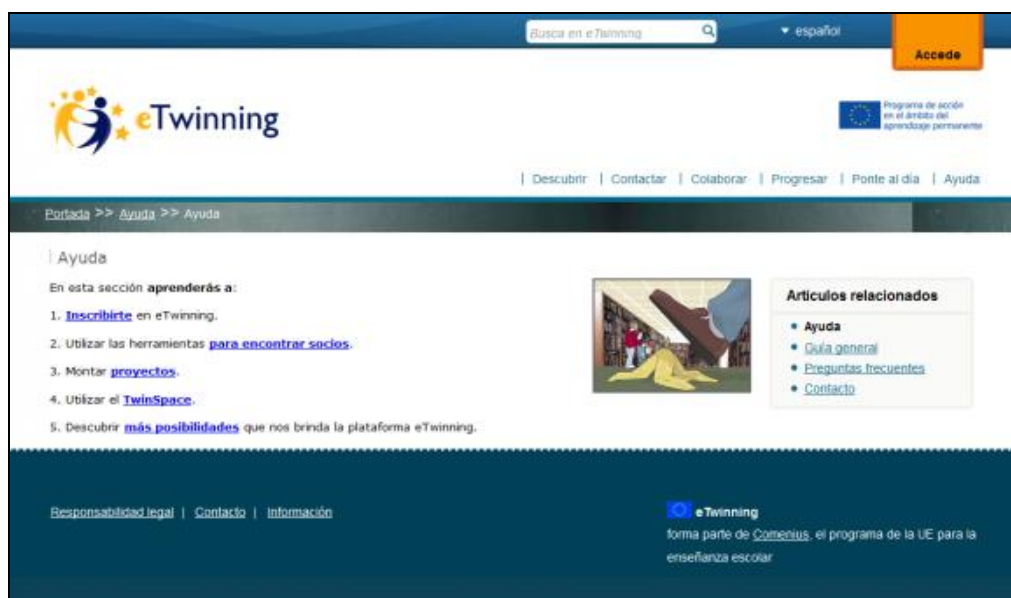 Busca en eTwinning
español
Accede
eTwinning
Programa de acción
en el ámbito del
aprendizaje permanente
| Descubrir | Contactar | Colaborar | Progresar | Ponte al día | Ayuda
Portada >> Ayuda >> Ayuda
Ayuda
En esta sección aprenderás a:
1. Inscribirte en eTwinning.
2. Utilizar las herramientas para encontrar socios.
3. Montar proyectos.
4. Utilizar el TwinSpace.
5. Descubrir más posibilidades que nos brinda la plataforma eTwinning.
Artículos relacionados
Ayuda
Guía general
Preguntas frecuentes
Contacto
Responsabilidad legal | Contacto | Información
eTwinning
forma parte de Comenius, el programa de la UE para la
enseñanza escolar